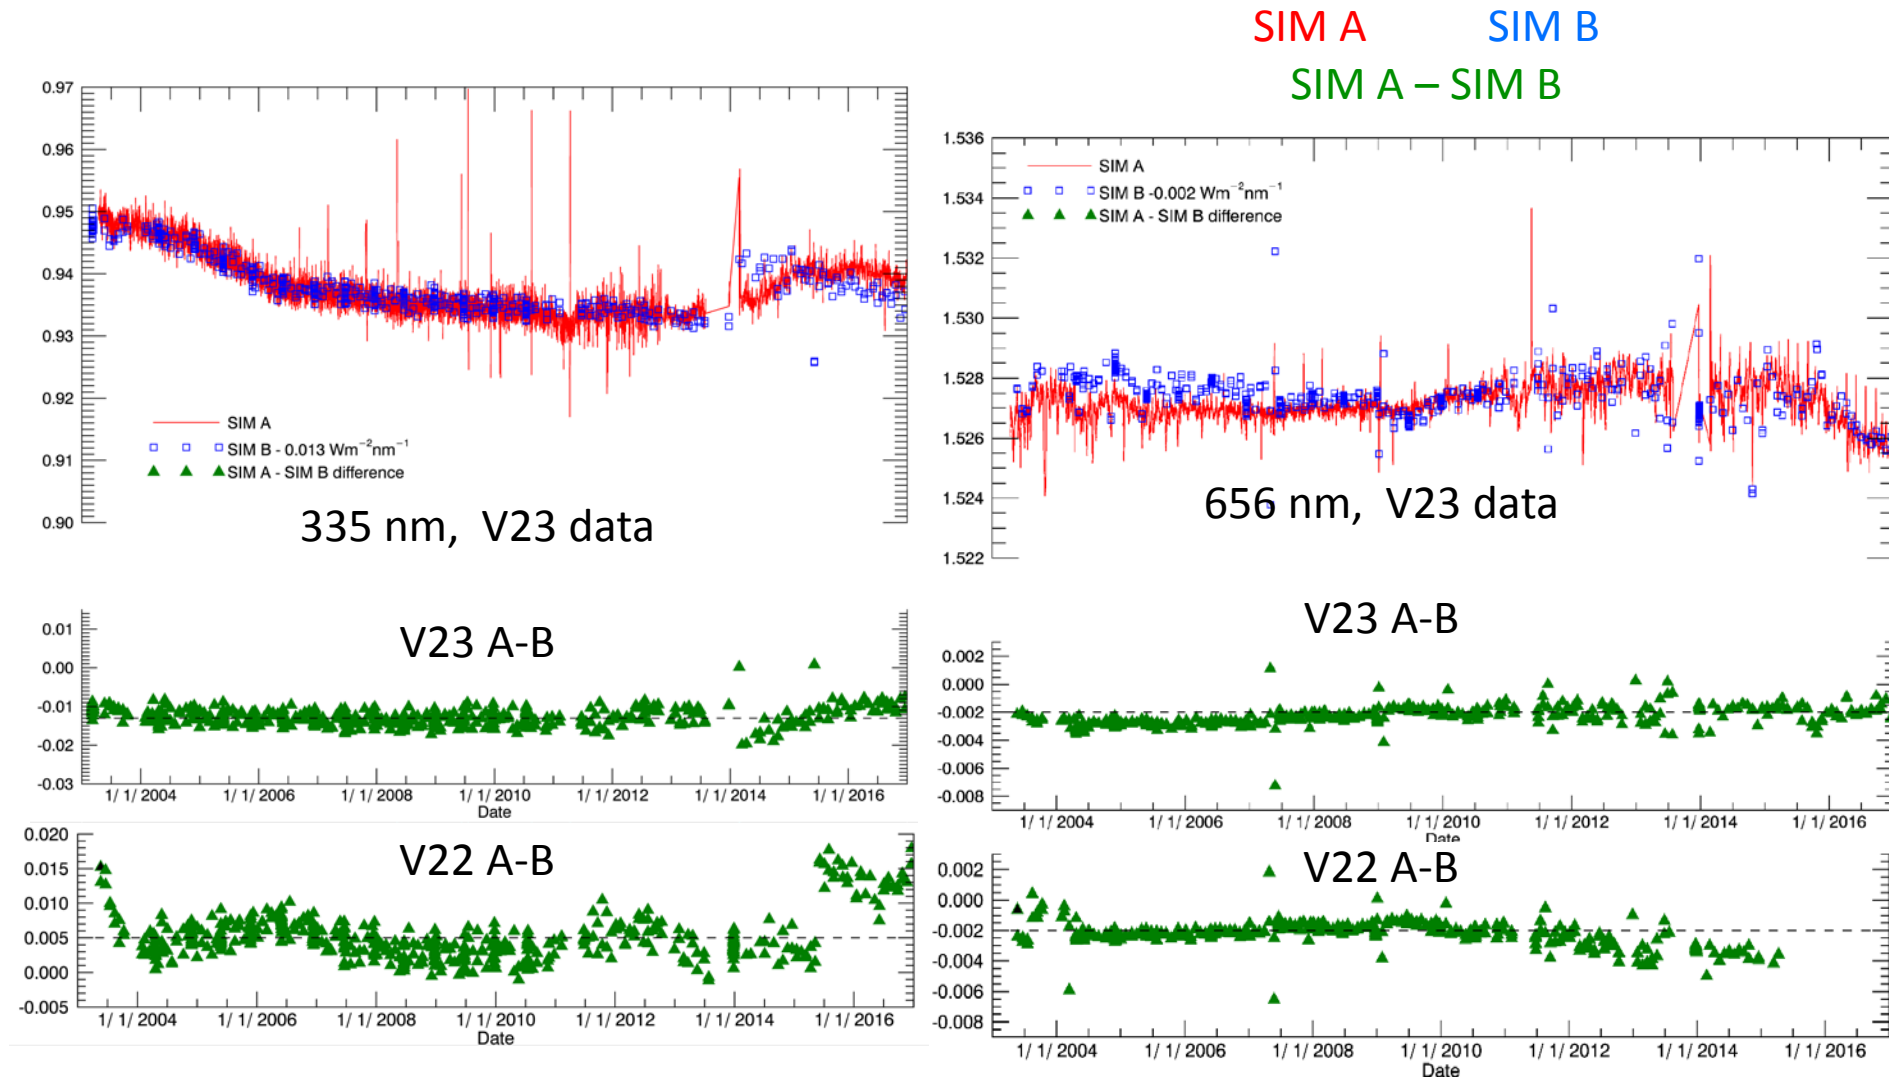 SIM A SIM B
SIM A – SIM B
0.97
0.96
0.95
0.94
0.93
0.92
0.91
0.90
SIM A
SIM B - 0.013 Wm⁻²nm⁻¹
SIM A - SIM B difference
335 nm, V23 data
1.536
1.534
1.532
1.530
1.528
1.526
1.524
1.522
SIM A
SIM B -0.002 Wm⁻²nm⁻¹
SIM A - SIM B difference
656 nm, V23 data
V23 A-B
0.01
0.00
-0.01
-0.02
-0.03
1/ 1/ 2004 1/ 1/ 2006 1/ 1/ 2008 1/ 1/ 2010 1/ 1/ 2012 1/ 1/ 2014 1/ 1/ 2016
Date
V23 A-B
0.002
0.000
-0.002
-0.004
-0.006
-0.008
1/ 1/ 2004 1/ 1/ 2006 1/ 1/ 2008 1/ 1/ 2010 1/ 1/ 2012 1/ 1/ 2014 1/ 1/ 2016
Date
V22 A-B
0.020
0.015
0.010
0.005
0.000
-0.005
1/ 1/ 2004 1/ 1/ 2006 1/ 1/ 2008 1/ 1/ 2010 1/ 1/ 2012 1/ 1/ 2014 1/ 1/ 2016
Date
V22 A-B
0.002
0.000
-0.002
-0.004
-0.006
-0.008
1/ 1/ 2004 1/ 1/ 2006 1/ 1/ 2008 1/ 1/ 2010 1/ 1/ 2012 1/ 1/ 2014 1/ 1/ 2016
Date